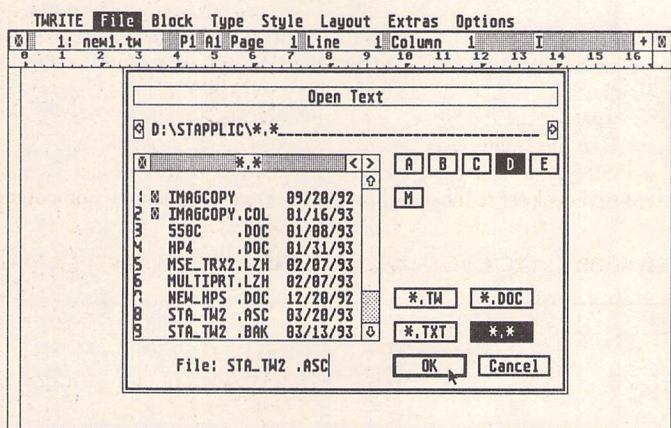 TWRITE File Block Type Style Layout Extras Options
1: new1.tw P1 A1 Page 1 Line 1 Column 1 I +
0 1 2 3 4 5 6 7 8 9 10 11 12 13 14 15 16
Open Text
D:\STAPPLIC\*.*
*.* < > A B C D E
1 IMAGCOPY 09/20/92 M
2 IMAGCOPY.COL 01/16/93
3 550C .DOC 01/08/93
4 HP4 .DOC 01/31/93
5 MSE_TRX2.LZH 02/07/93
6 MULTIPRT.LZH 02/07/93
7 NEW_HPS .DOC 12/20/92 *.TW *.DOC
8 STA_TW2 .ASC 03/20/93
9 STA_TW2 .BAK 03/13/93 *.TXT *.*
File: STA_TW2 .ASC OK Cancel